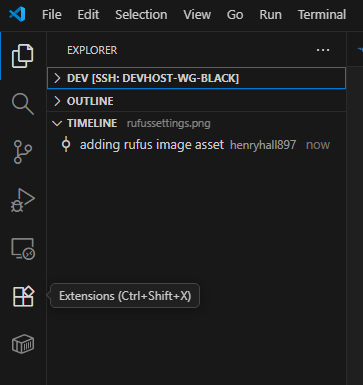 File Edit Selection View Go Run Terminal
EXPLORER ...
DEV [SSH: DEVHOST-WG-BLACK]
OUTLINE
TIMELINE rufussettings.png
adding rufus image asset henryhall897 now
Extensions (Ctrl+Shift+X)